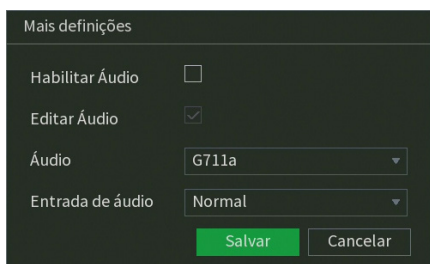 Mais definições
Habilitar Áudio
Editar Áudio
Áudio G711a
Entrada de áudio Normal
Salvar Cancelar